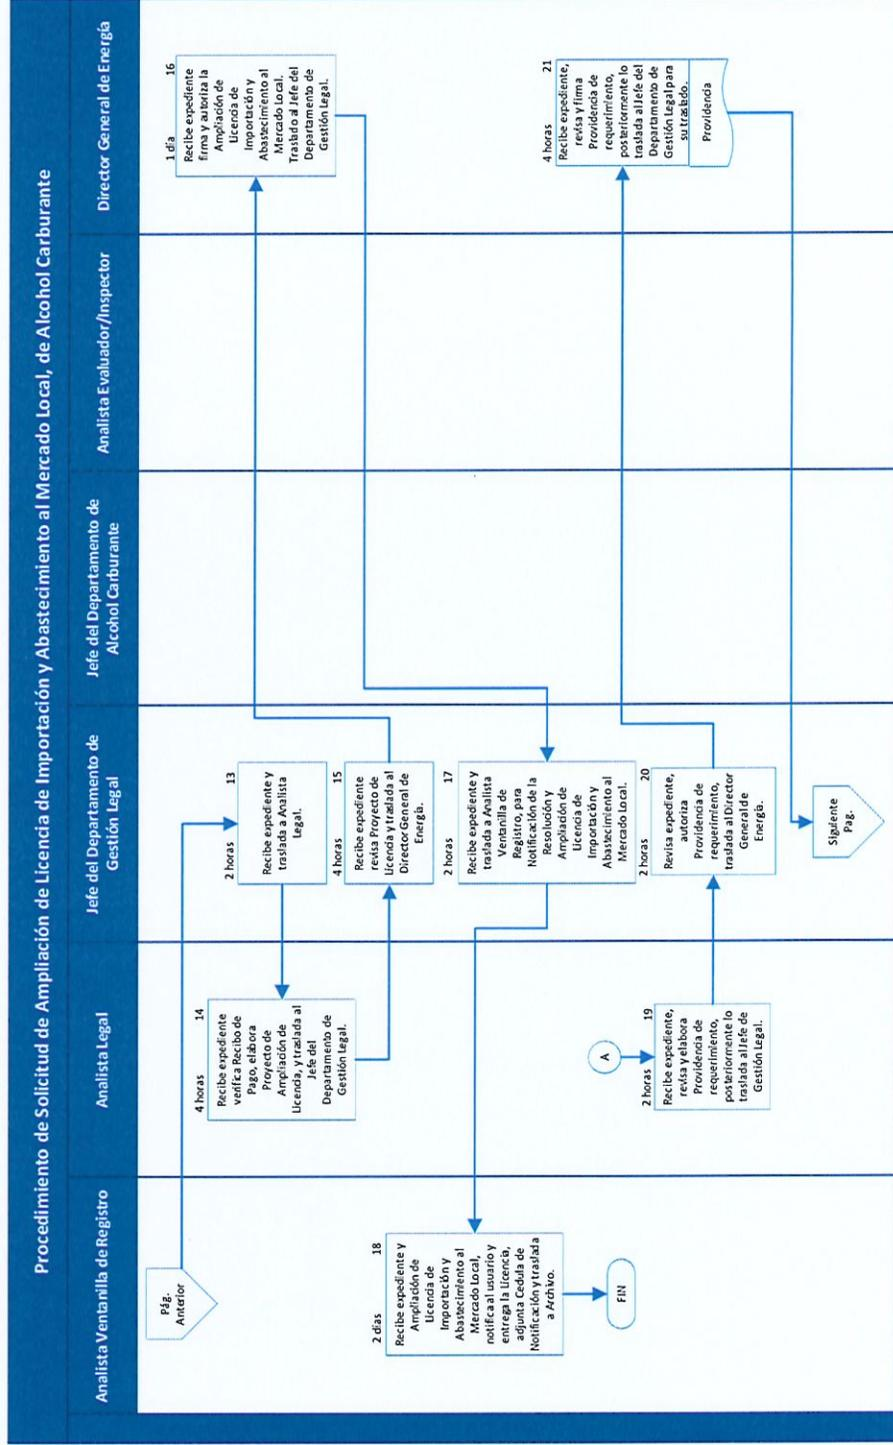 Procedimiento de Solicitud de Ampliación de Licencia de Importación y Abastecimiento al Mercado Local, de Alcohol Carburante
Analista Ventanilla de Registro
Analista Legal
Jefe del Departamento de
Gestión Legal
Jefe del Departamento de
Alcohol Carburante
Analista Evaluador/Inspector
Director General de Energía
Pág.
Anterior
2 horas
13
Recibe expediente y
traslada a Analista
Legal.
4 horas
14
Recibe expediente
verifica Recibo de
Pago, elabora
Proyecto de
Ampliación de
Licencia, y traslada al
Jefe del
Departamento de
Gestión Legal.
4 horas
15
Recibe expediente
revisa Proyecto de
Licencia y traslada al
Director General de
Energía.
1 día
16
Recibe expediente
firma y autoriza la
Ampliación de
Licencia de
Importación y
Abastecimiento al
Mercado Local.
Traslado al Jefe del
Departamento de
Gestión Legal.
2 horas
17
Recibe expediente y
traslada a Analista
Ventanilla de
Registro, para
Notificación de la
Resolución y
Ampliación de
Licencia de
Importación y
Abastecimiento al
Mercado Local.
2 días
18
Recibe expediente y
Ampliación de
Licencia de
Importación y
Abastecimiento al
Mercado Local,
notifica al usuario y
entrega la Licencia,
adjunta Cedula de
Notificación y traslada
a Archivo.
FIN
A
2 horas
19
Recibe expediente,
revisa y elabora
Providencia de
requerimiento,
posteriormente lo
traslada al Jefe de
Gestión Legal.
2 horas
20
Revisa expediente,
autoriza
Providencia de
requerimiento,
traslada al Director
General de
Energía.
4 horas
21
Recibe expediente,
revisa y firma
Providencia de
requerimiento,
posteriormente lo
traslada al Jefe del
Departamento de
Gestión Legal para
su traslado.
Providencia
Siguiente
Pag.